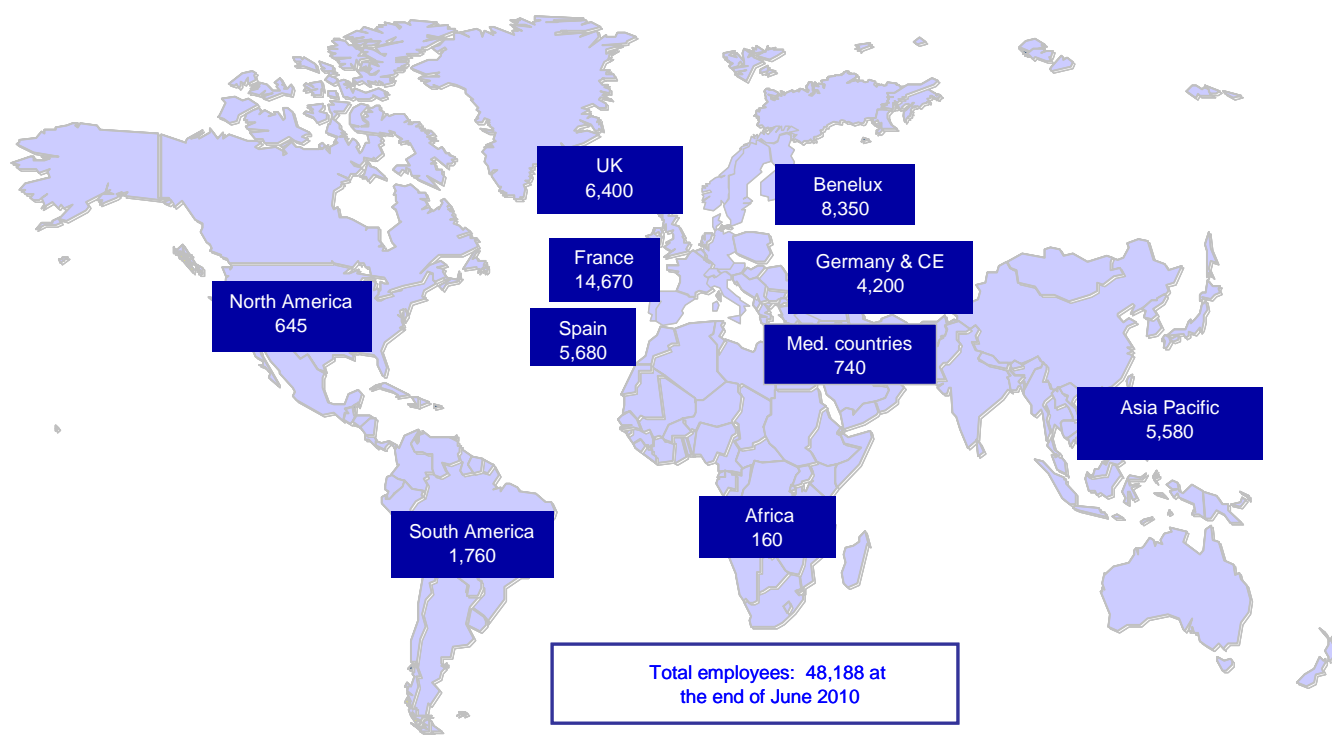 UK
6,400
Benelux
8,350
France
14,670
Germany & CE
4,200
North America
645
Spain
5,680
Med. countries
740
Asia Pacific
5,580
South America
1,760
Africa
160
Total employees: 48,188 at
the end of June 2010